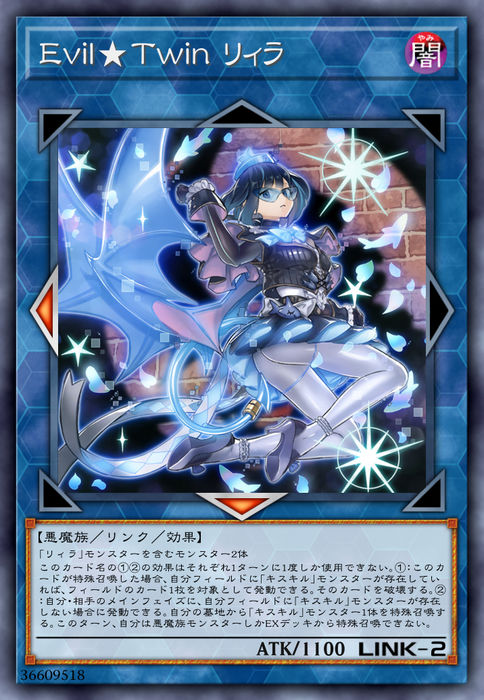 Evil★Twin リィラ
やみ
闇
【悪魔族／リンク／効果】
「リィラ」モンスターを含むモンスター2体
このカード名の①②の効果はそれぞれ1ターンに1度しか使用できない。①：このカ
ードが特殊召喚した場合、自分フィールドに「キスキル」モンスターが存在してい
れば、フィールドのカード1枚を対象として発動できる。そのカードを破壊する。②
：自分・相手のメインフェイズに、自分フィールドに「キスキル」モンスターが存在
しない場合に発動できる。自分の墓地から「キスキル」モンスター1体を特殊召喚す
る。このターン、自分は悪魔族モンスターしかEXデッキから特殊召喚できない。
ATK/1100 LINK-2
36609518